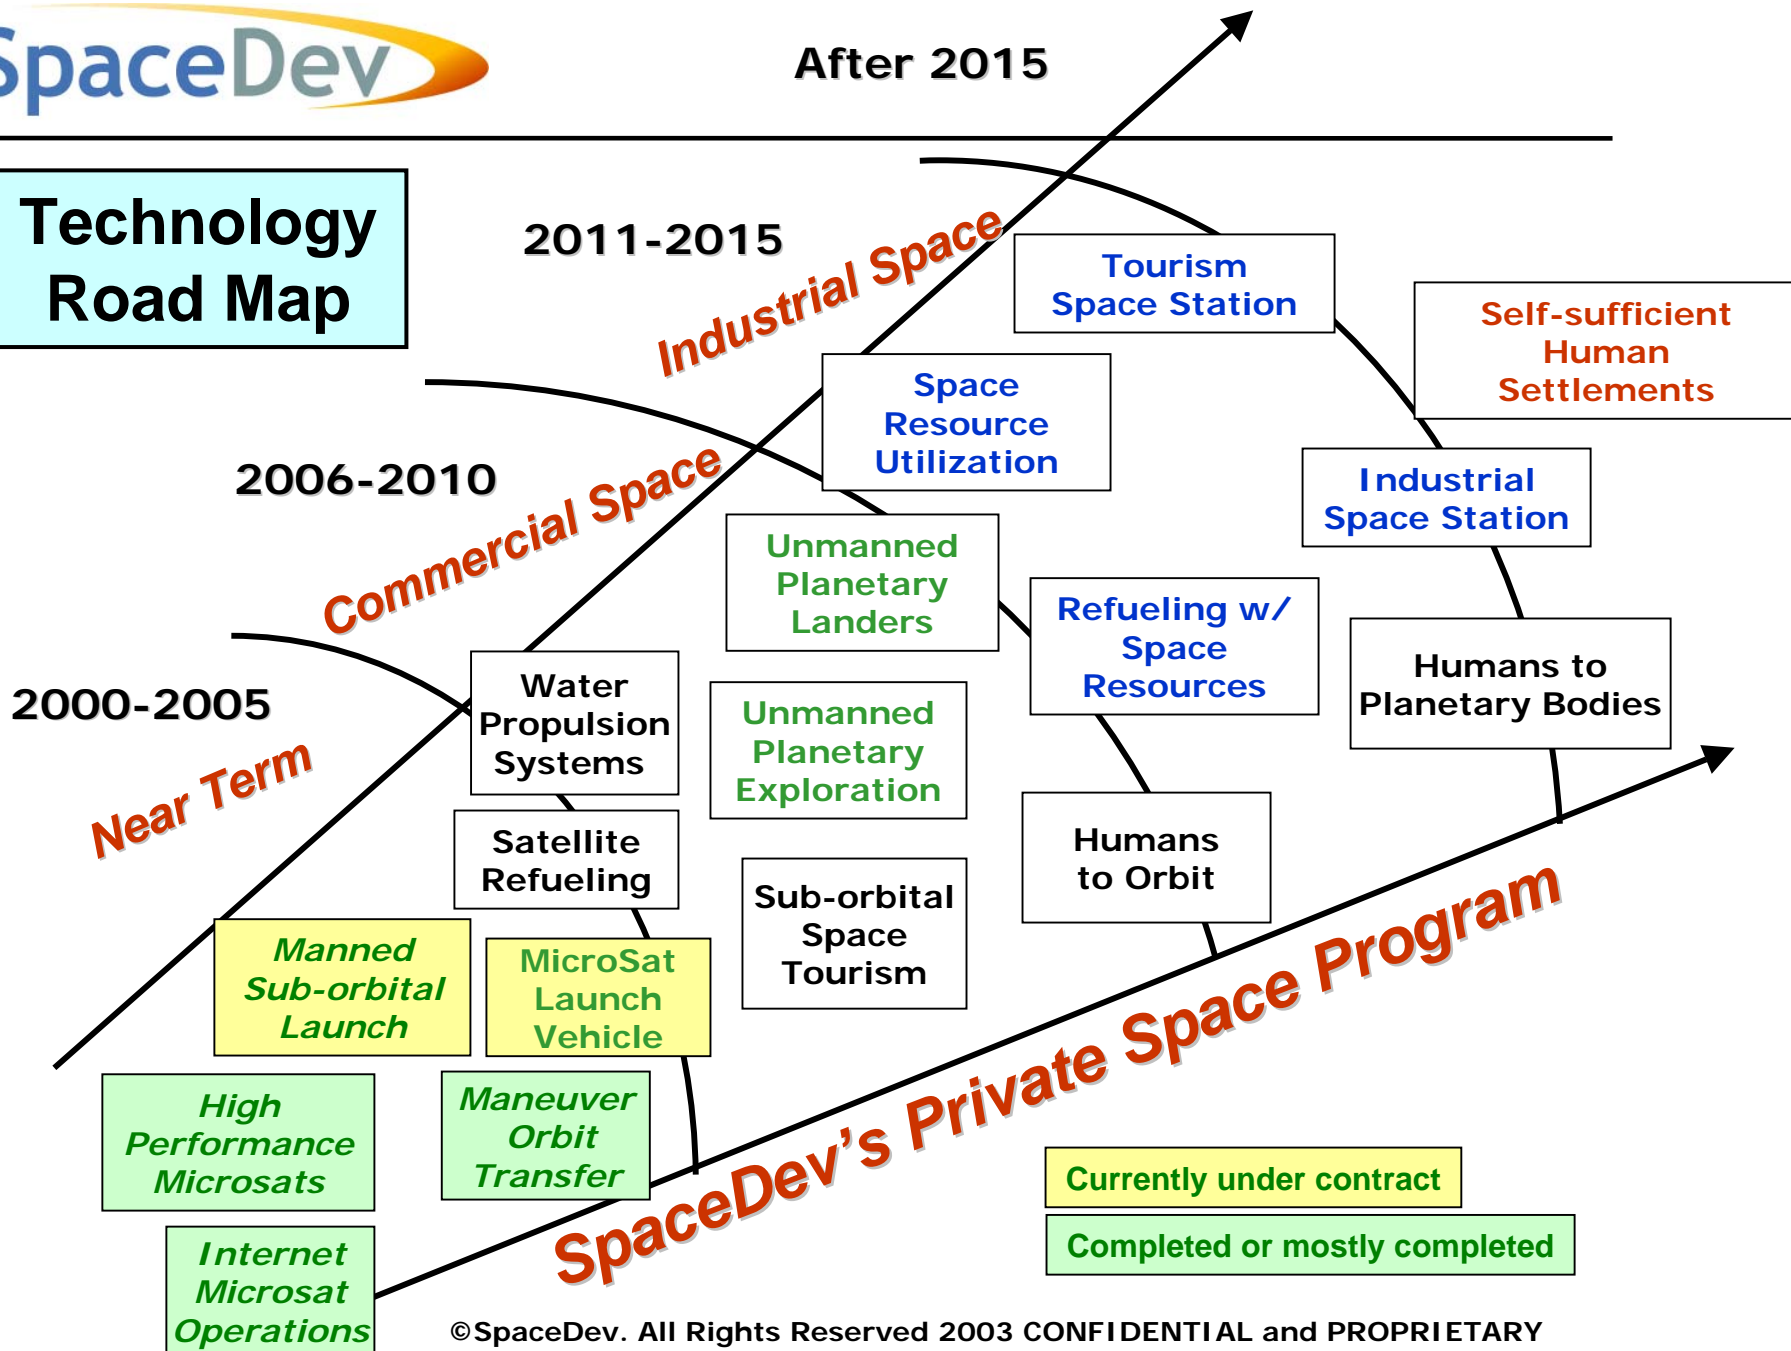 SpaceDev
After 2015
Technology
Road Map
2011-2015
Industrial Space
Tourism
Space Station
Self-sufficient
Human
Settlements
Space
Resource
Utilization
2006-2010
Commercial Space
Industrial
Space Station
Unmanned
Planetary
Landers
Refueling w/
Space
Resources
Humans to
Planetary Bodies
2000-2005
Near Term
Water
Propulsion
Systems
Unmanned
Planetary
Exploration
Satellite
Refueling
Humans
to Orbit
Sub-orbital
Space
Tourism
Manned
Sub-orbital
Launch
MicroSat
Launch
Vehicle
High
Performance
Microsats
Maneuver
Orbit
Transfer
SpaceDev's Private Space Program
Internet
Microsat
Operations
Currently under contract
Completed or mostly completed
©SpaceDev. All Rights Reserved 2003 CONFIDENTIAL and PROPRIETARY